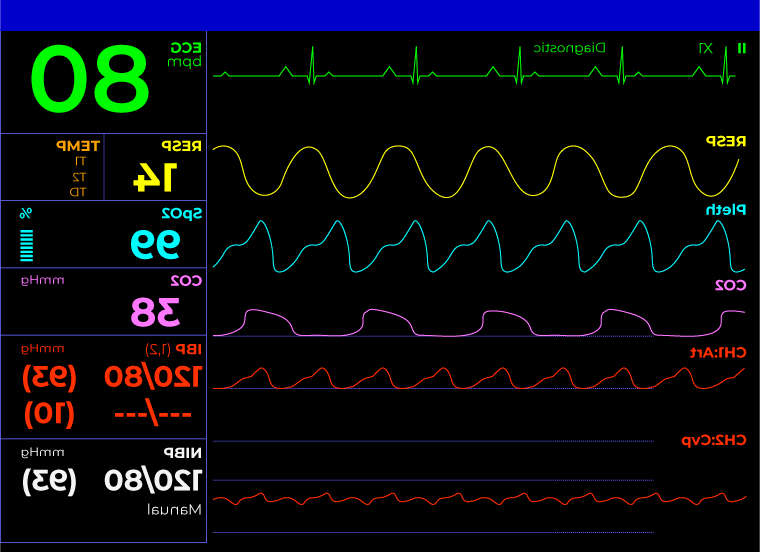 II X1 Diagnostic
ECG
bpm
80
RESP
RESP
14
TEMP
T1
T2
TD
Pleth
SpO2 %
99
CO2
CO2 mmHg
38
CH1:Art
IBP (1,2) mmHg
120/80 (93)
---/--- (10)
CH2:Cvp
NIBP mmHg
120/80 (93)
Manual